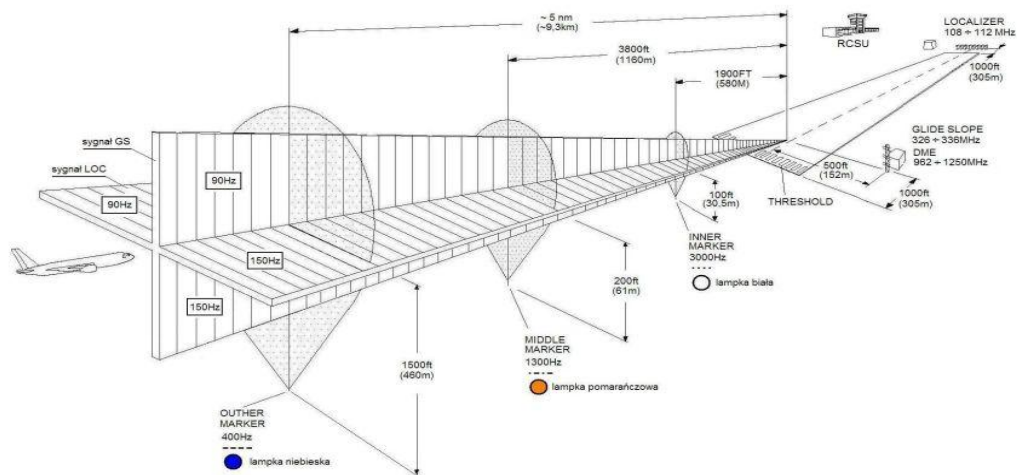 ~ 5 nm
(~9,3km)
3800ft
(1160m)
1900FT
(580M)
RCSU
LOCALIZER
108 ÷ 112 MHz
1000ft
(305m)
GLIDE SLOPE
326 ÷ 336MHz
DME
962 ÷ 1250MHz
500ft
(152m)
1000ft
(305m)
THRESHOLD
sygnał GS
sygnał LOC
90Hz
90Hz
150Hz
150Hz
100ft
(30,5m)
INNER
MARKER
3000Hz
lampka biała
200ft
(61m)
MIDDLE
MARKER
1300Hz
lampka pomarańczowa
1500ft
(460m)
OUTHER
MARKER
400Hz
lampka niebieska